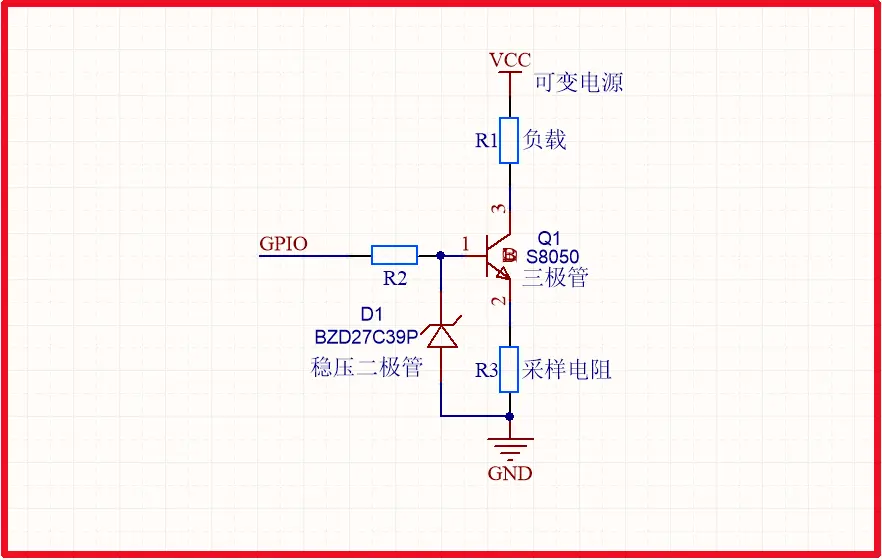 VCC
可变电源
R1
负载
3
GPIO
1
Q1
S8050
三极管
R2
2
D1
BZD27C39P
稳压二极管
R3
采样电阻
GND